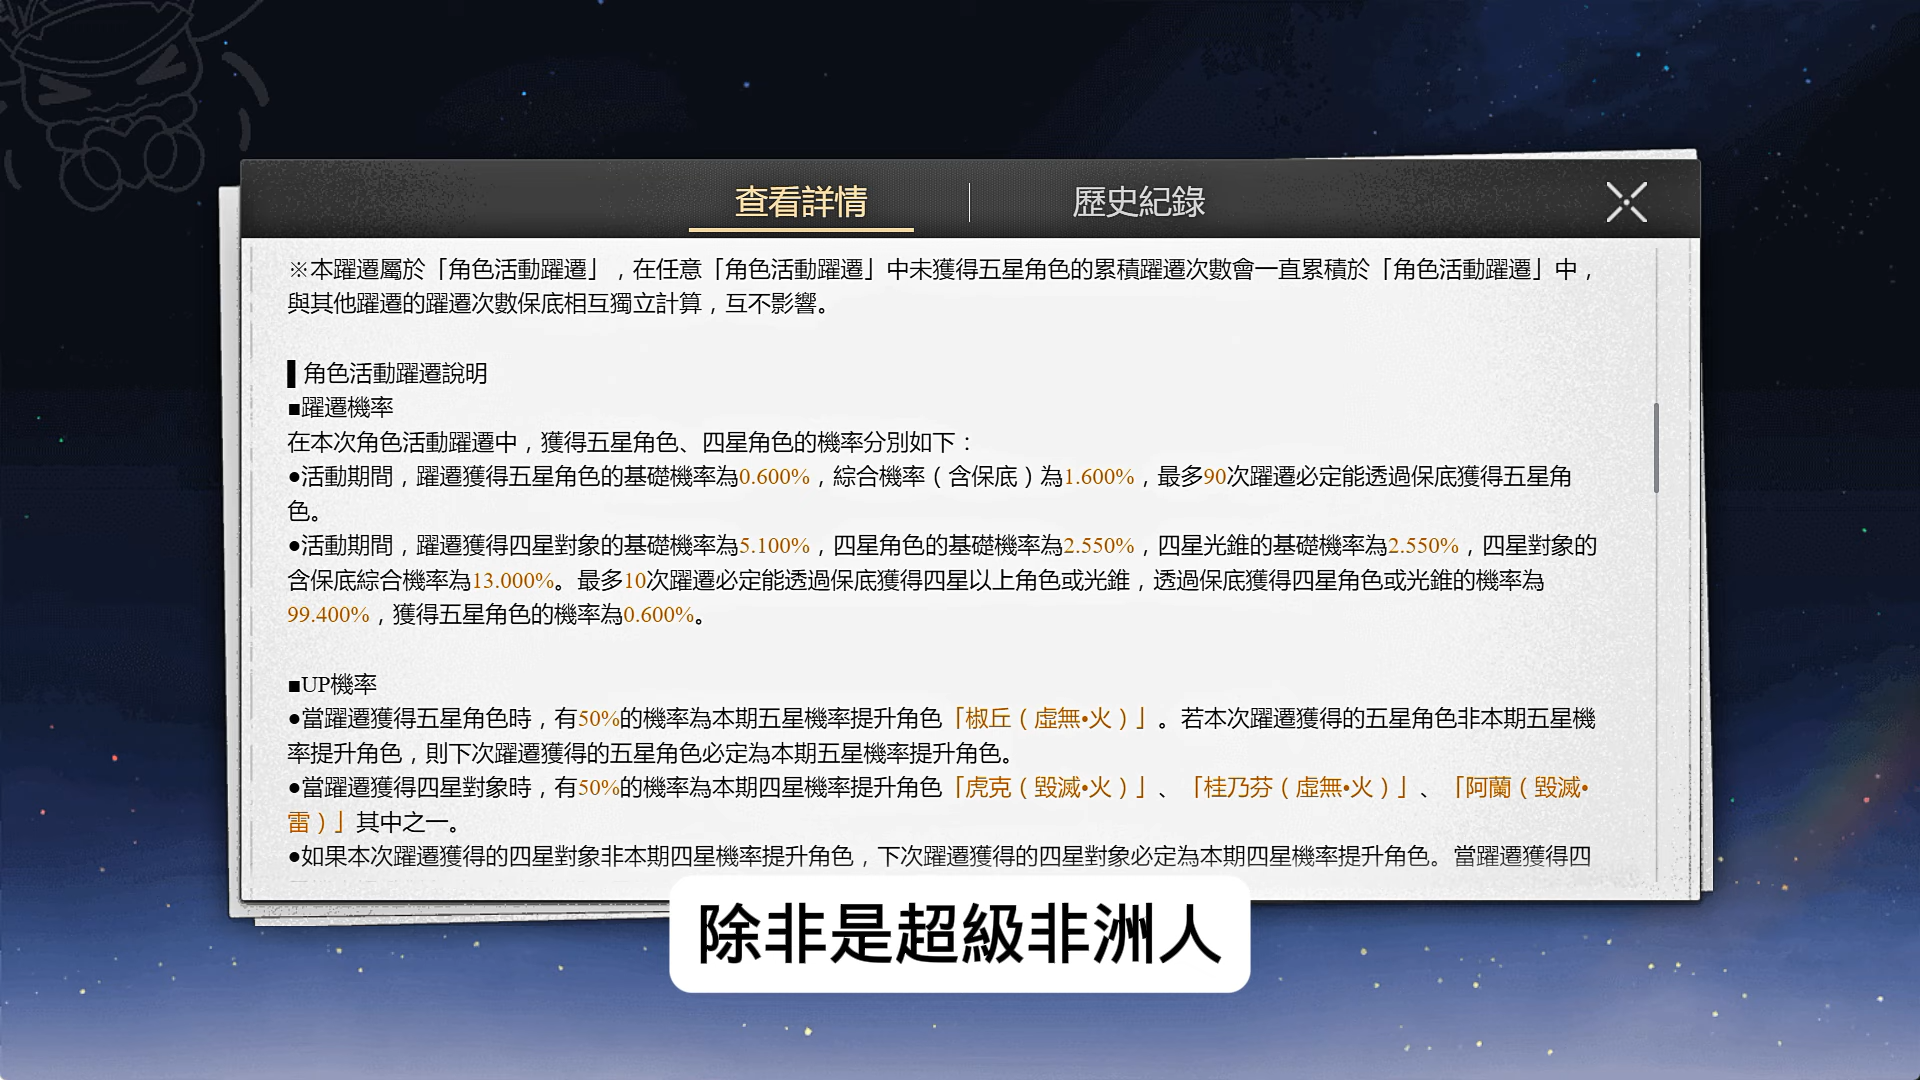 查看詳情
歷史紀錄
※本躍遷屬於「角色活動躍遷」，在任意「角色活動躍遷」中未獲得五星角色的累積躍遷次數會一直累積於「角色活動躍遷」中，
與其他躍遷的躍遷次數保底相互獨立計算，互不影響。
▌角色活動躍遷說明
■躍遷機率
在本次角色活動躍遷中，獲得五星角色、四星角色的機率分別如下：
●活動期間，躍遷獲得五星角色的基礎機率為0.600%，綜合機率（含保底）為1.600%，最多90次躍遷必定能透過保底獲得五星角
色。
●活動期間，躍遷獲得四星對象的基礎機率為5.100%，四星角色的基礎機率為2.550%，四星光錐的基礎機率為2.550%，四星對象的
含保底綜合機率為13.000%。最多10次躍遷必定能透過保底獲得四星以上角色或光錐，透過保底獲得四星角色或光錐的機率為
99.400%，獲得五星角色的機率為0.600%。
■UP機率
●當躍遷獲得五星角色時，有50%的機率為本期五星機率提升角色「椒丘（虛無•火）」。若本次躍遷獲得的五星角色非本期五星機
率提升角色，則下次躍遷獲得的五星角色必定為本期五星機率提升角色。
●當躍遷獲得四星對象時，有50%的機率為本期四星機率提升角色「虎克（毀滅•火）」、「桂乃芬（虛無•火）」、「阿蘭（毀滅•
雷）」其中之一。
●如果本次躍遷獲得的四星對象非本期四星機率提升角色，下次躍遷獲得的四星對象必定為本期四星機率提升角色。當躍遷獲得四
除非是超級非洲人